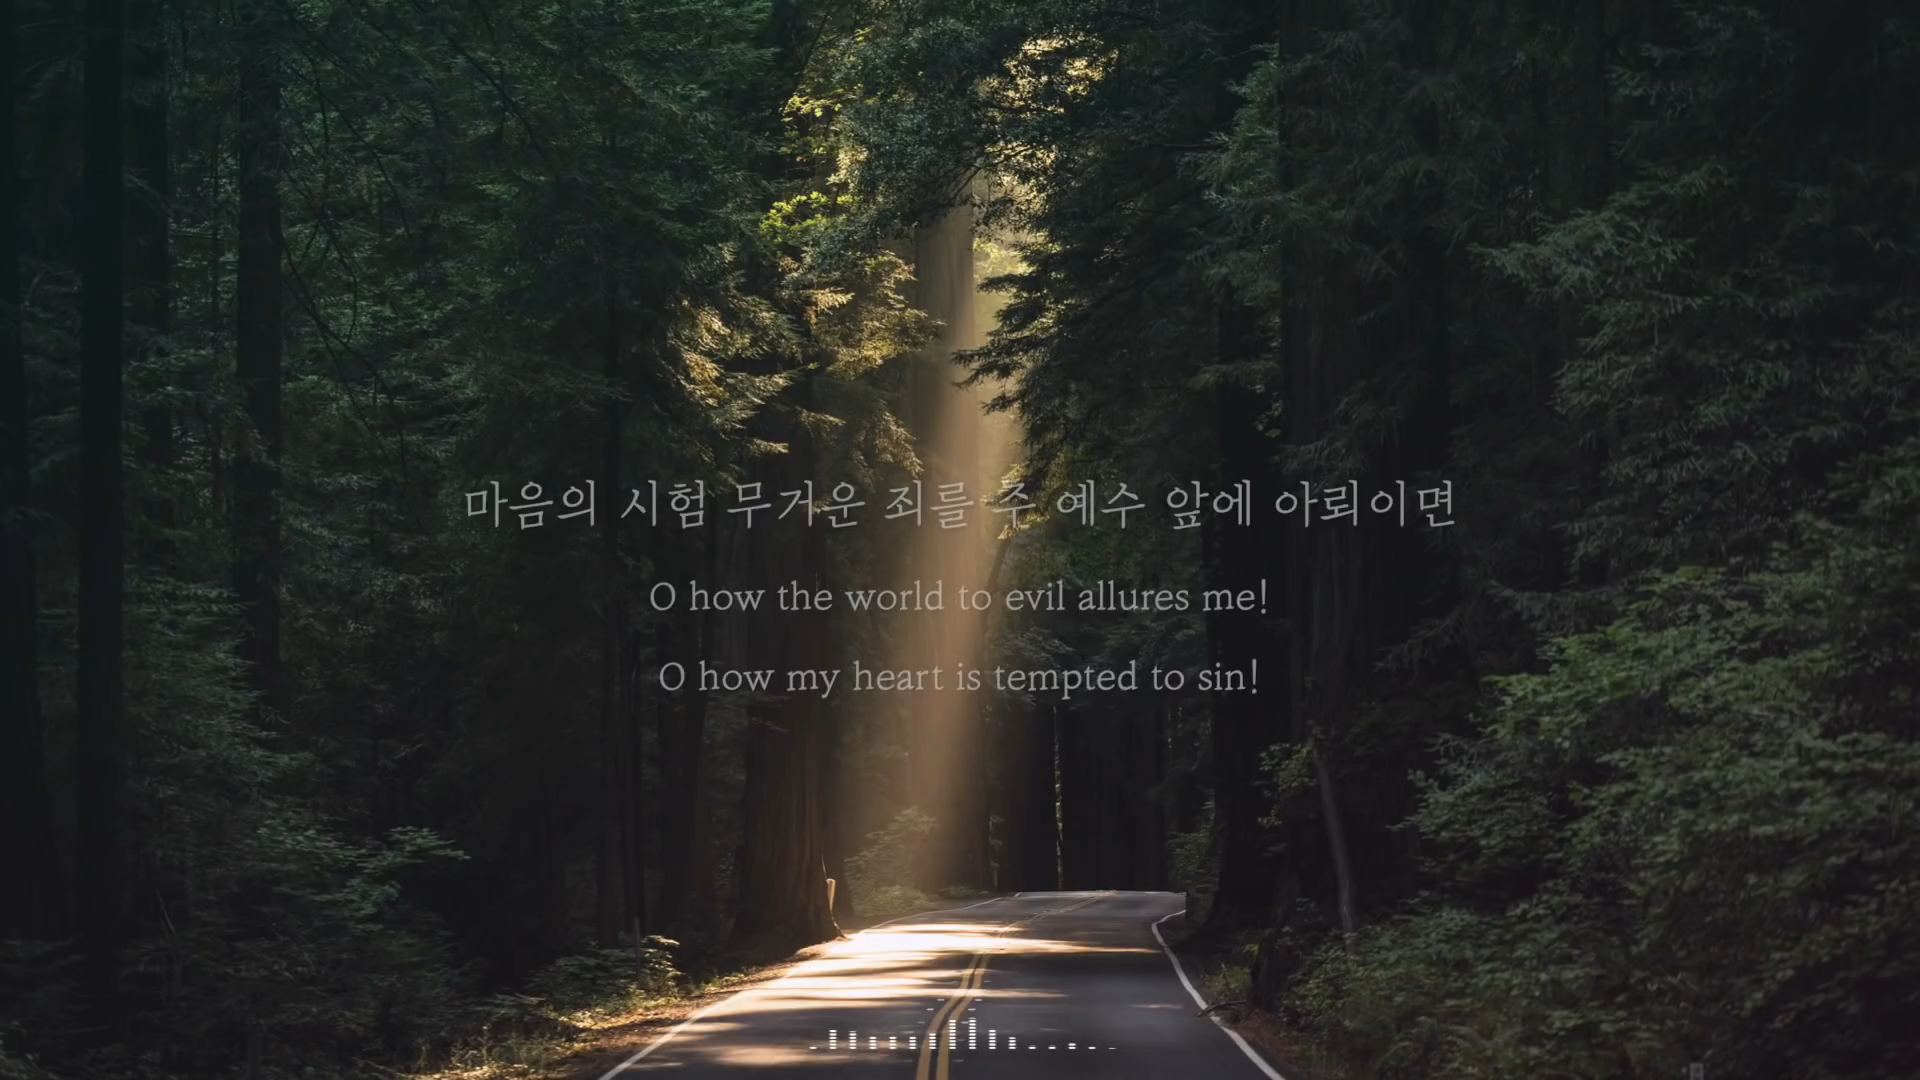 마음의 시험 무거운 죄를 주 예수 앞에 아뢰이면
O how the world to evil allures me!
O how my heart is tempted to sin!